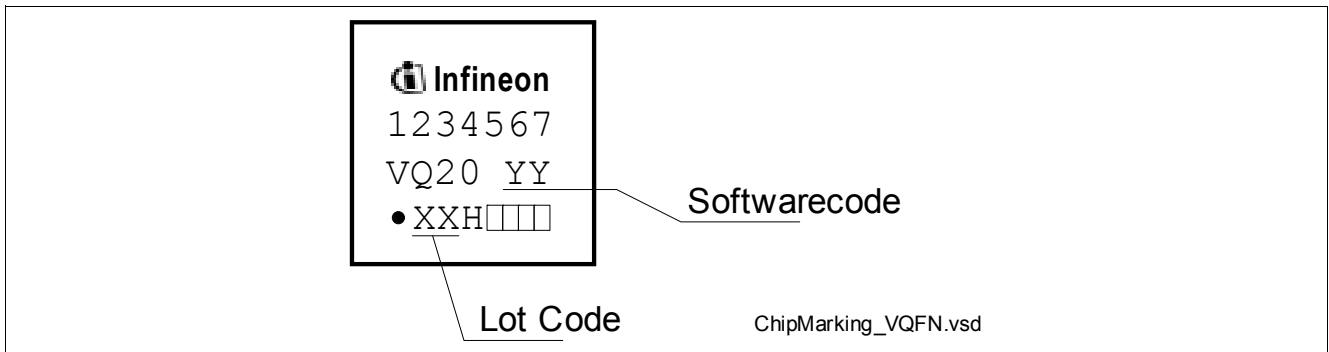 Infineon
1234567
VQ20 YY
Softwarecode
●XXH□□□□
Lot Code
ChipMarking_VQFN.vsd